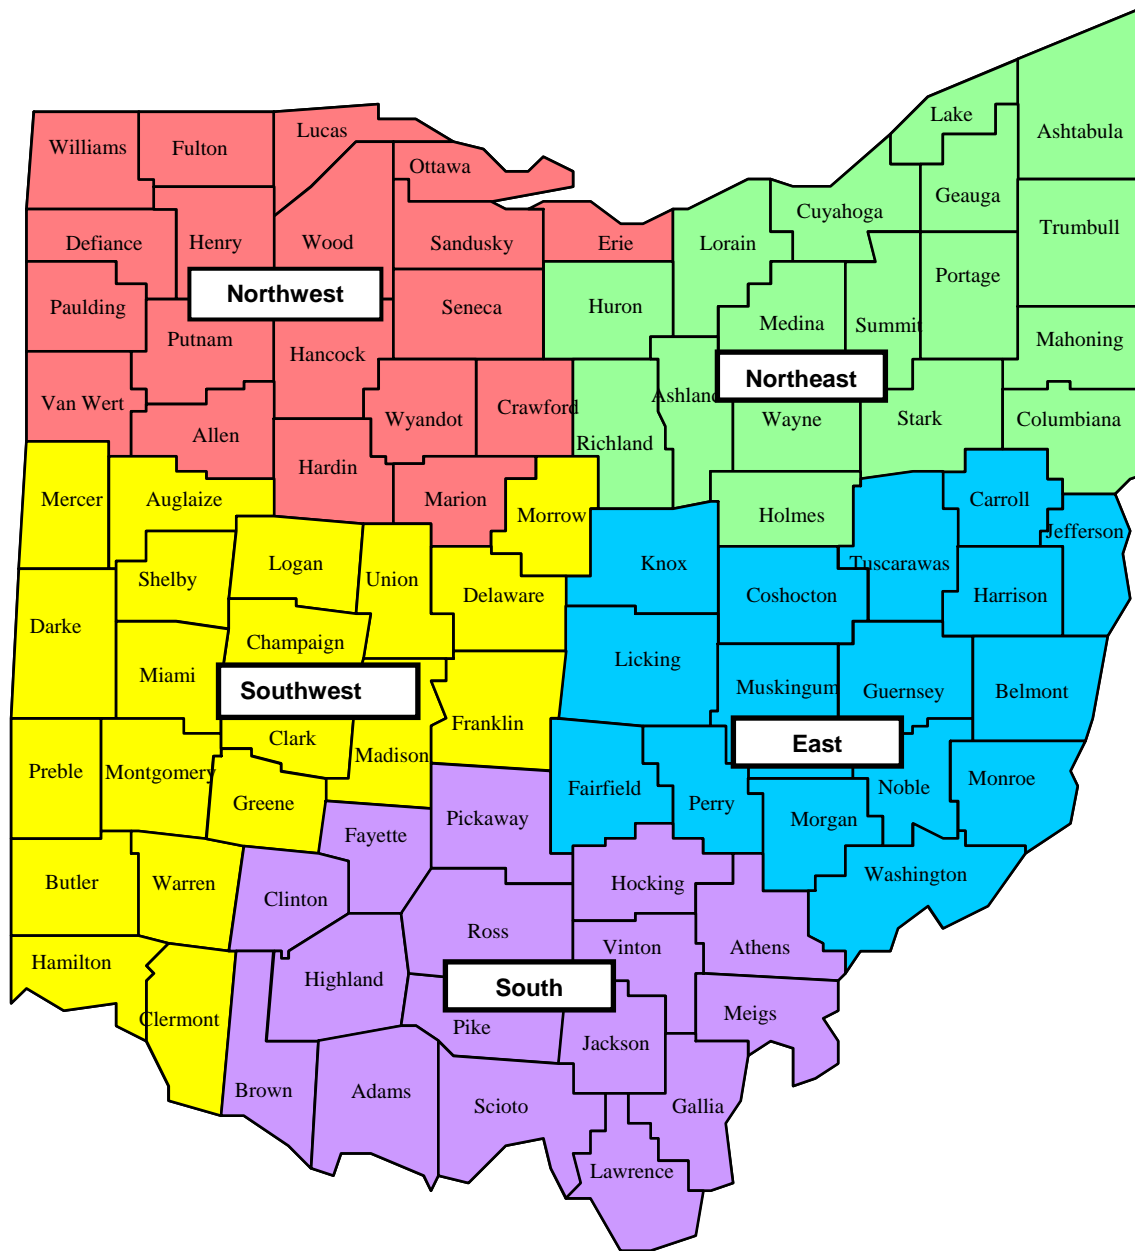 Lake
Ashtabula
Lucas
Williams
Fulton
Ottawa
Geauga
Cuyahoga
Trumbull
Defiance
Henry
Wood
Sandusky
Erie
Lorain
Portage
Northwest
Paulding
Seneca
Huron
Medina
Summit
Putnam
Hancock
Mahoning
Northeast
Van Wert
Wyandot
Crawford
Ashland
Wayne
Stark
Columbiana
Allen
Richland
Hardin
Mercer
Auglaize
Marion
Morrow
Holmes
Carroll
Jefferson
Shelby
Logan
Union
Knox
Tuscarawas
Delaware
Coshocton
Harrison
Darke
Champaign
Licking
Miami
Southwest
Muskingum
Guernsey
Belmont
Franklin
Clark
East
Preble
Montgomery
Madison
Fairfield
Noble
Monroe
Greene
Perry
Pickaway
Morgan
Fayette
Butler
Warren
Hocking
Washington
Clinton
Ross
Vinton
Athens
Hamilton
Highland
South
Clermont
Pike
Meigs
Jackson
Brown
Adams
Scioto
Gallia
Lawrence